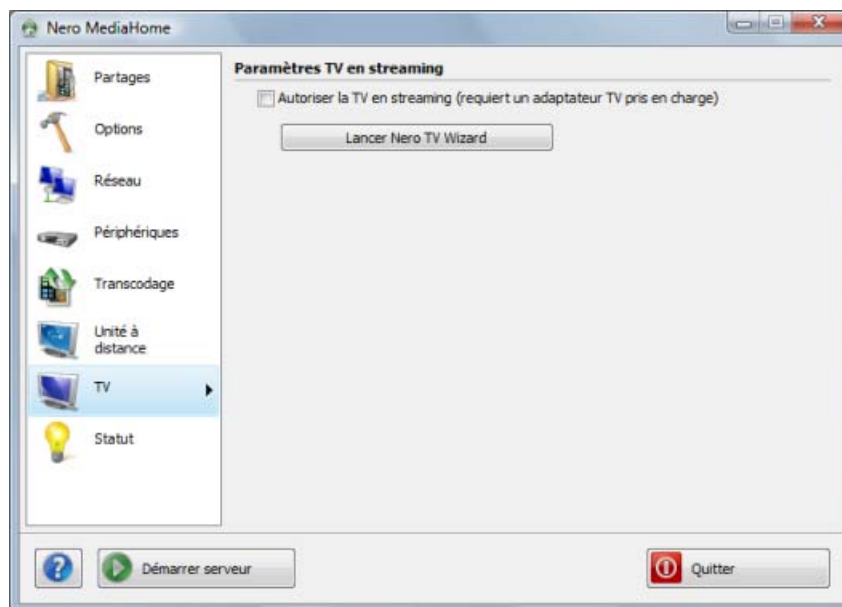 Nero MediaHome
Partages
Options
Réseau
Périphériques
Transcodage
Unité à
distance
TV
Statut
Paramètres TV en streaming
Autoriser la TV en streaming (requiert un adaptateur TV pris en charge)
Lancer Nero TV Wizard
Démarrer serveur
Quitter